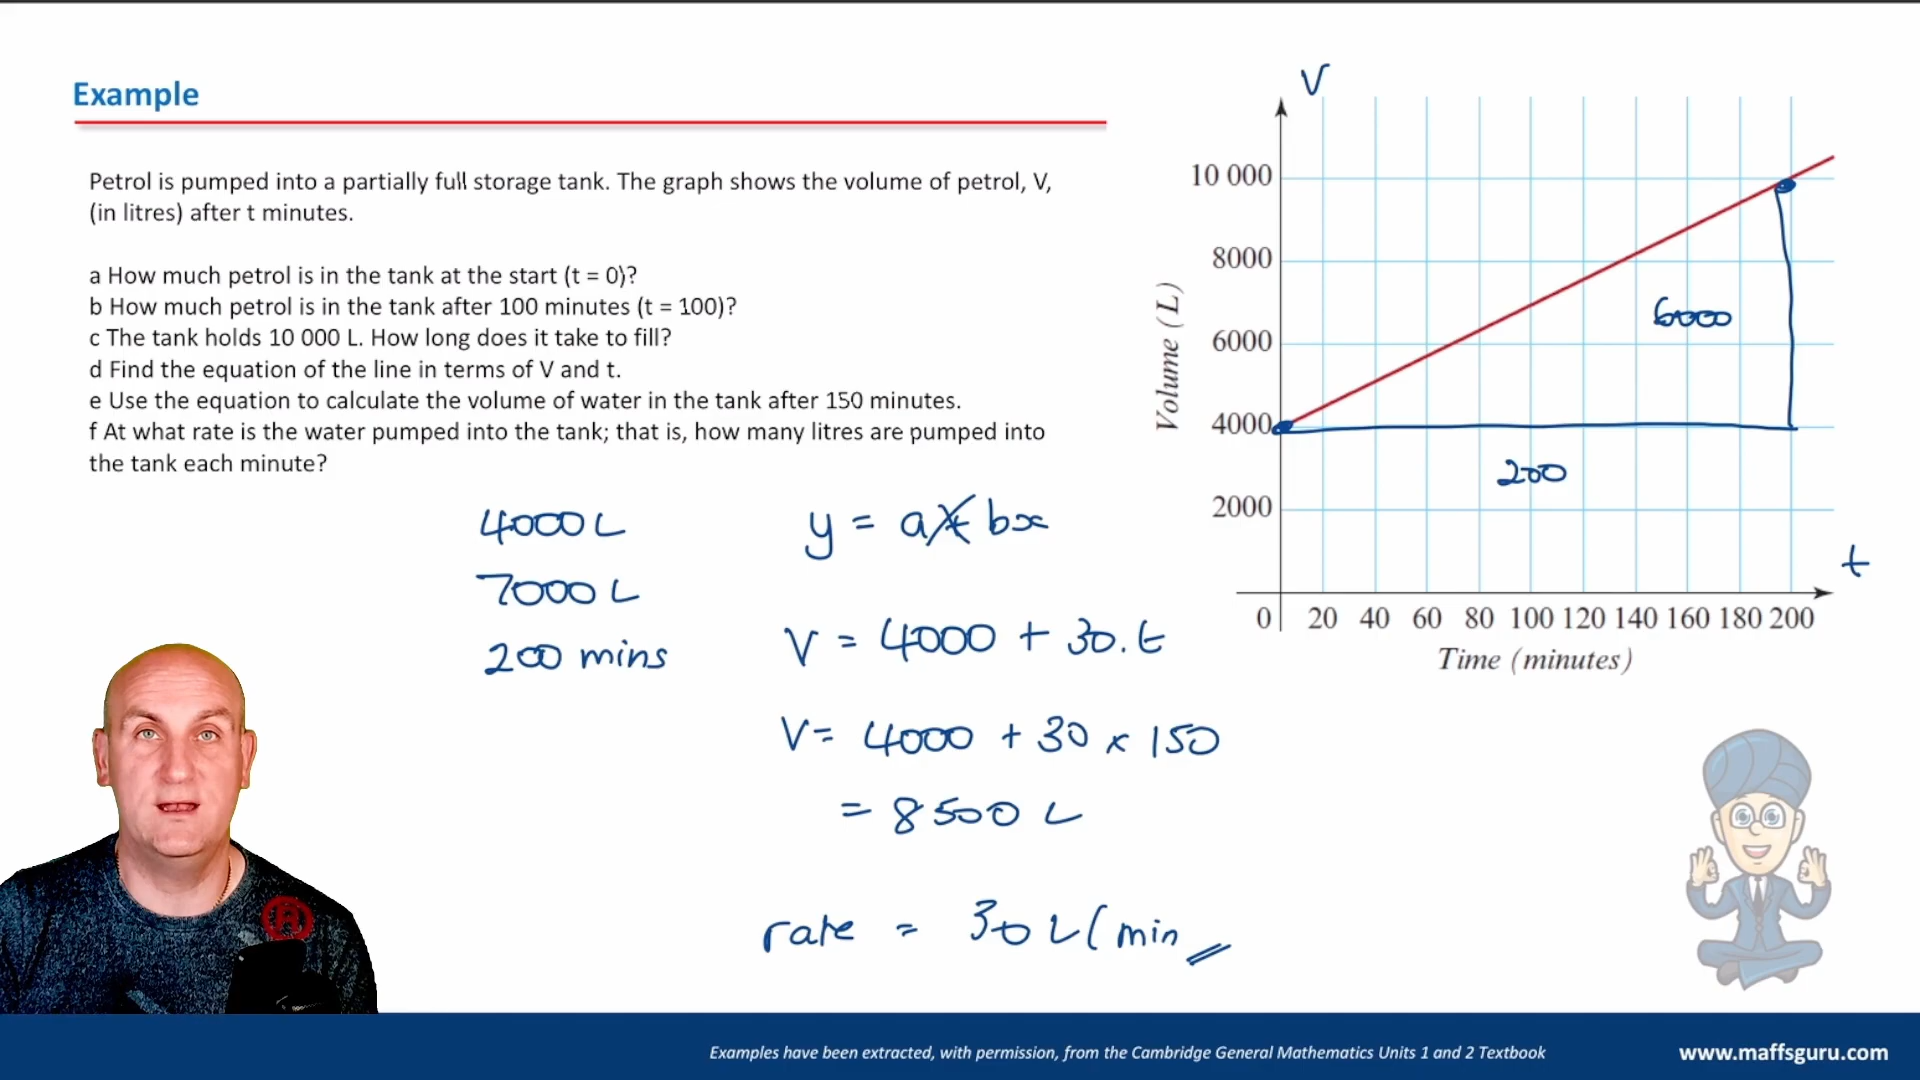 Example
Petrol is pumped into a partially full storage tank. The graph shows the volume of petrol, V,
(in litres) after t minutes.
a How much petrol is in the tank at the start (t = 0)?
b How much petrol is in the tank after 100 minutes (t = 100)?
c The tank holds 10 000 L. How long does it take to fill?
d Find the equation of the line in terms of V and t.
e Use the equation to calculate the volume of water in the tank after 150 minutes.
f At what rate is the water pumped into the tank; that is, how many litres are pumped into
the tank each minute?
4000 L
7000 L
200 mins
y = a + bx
V = 4000 + 30.t
V = 4000 + 30 × 150
= 8500 L
rate = 30 L/min
V
10 000
8000
6000
4000
2000
Volume (L)
6000
200
t
0 20 40 60 80 100 120 140 160 180 200
Time (minutes)
Examples have been extracted, with permission, from the Cambridge General Mathematics Units 1 and 2 Textbook
www.maffsguru.com